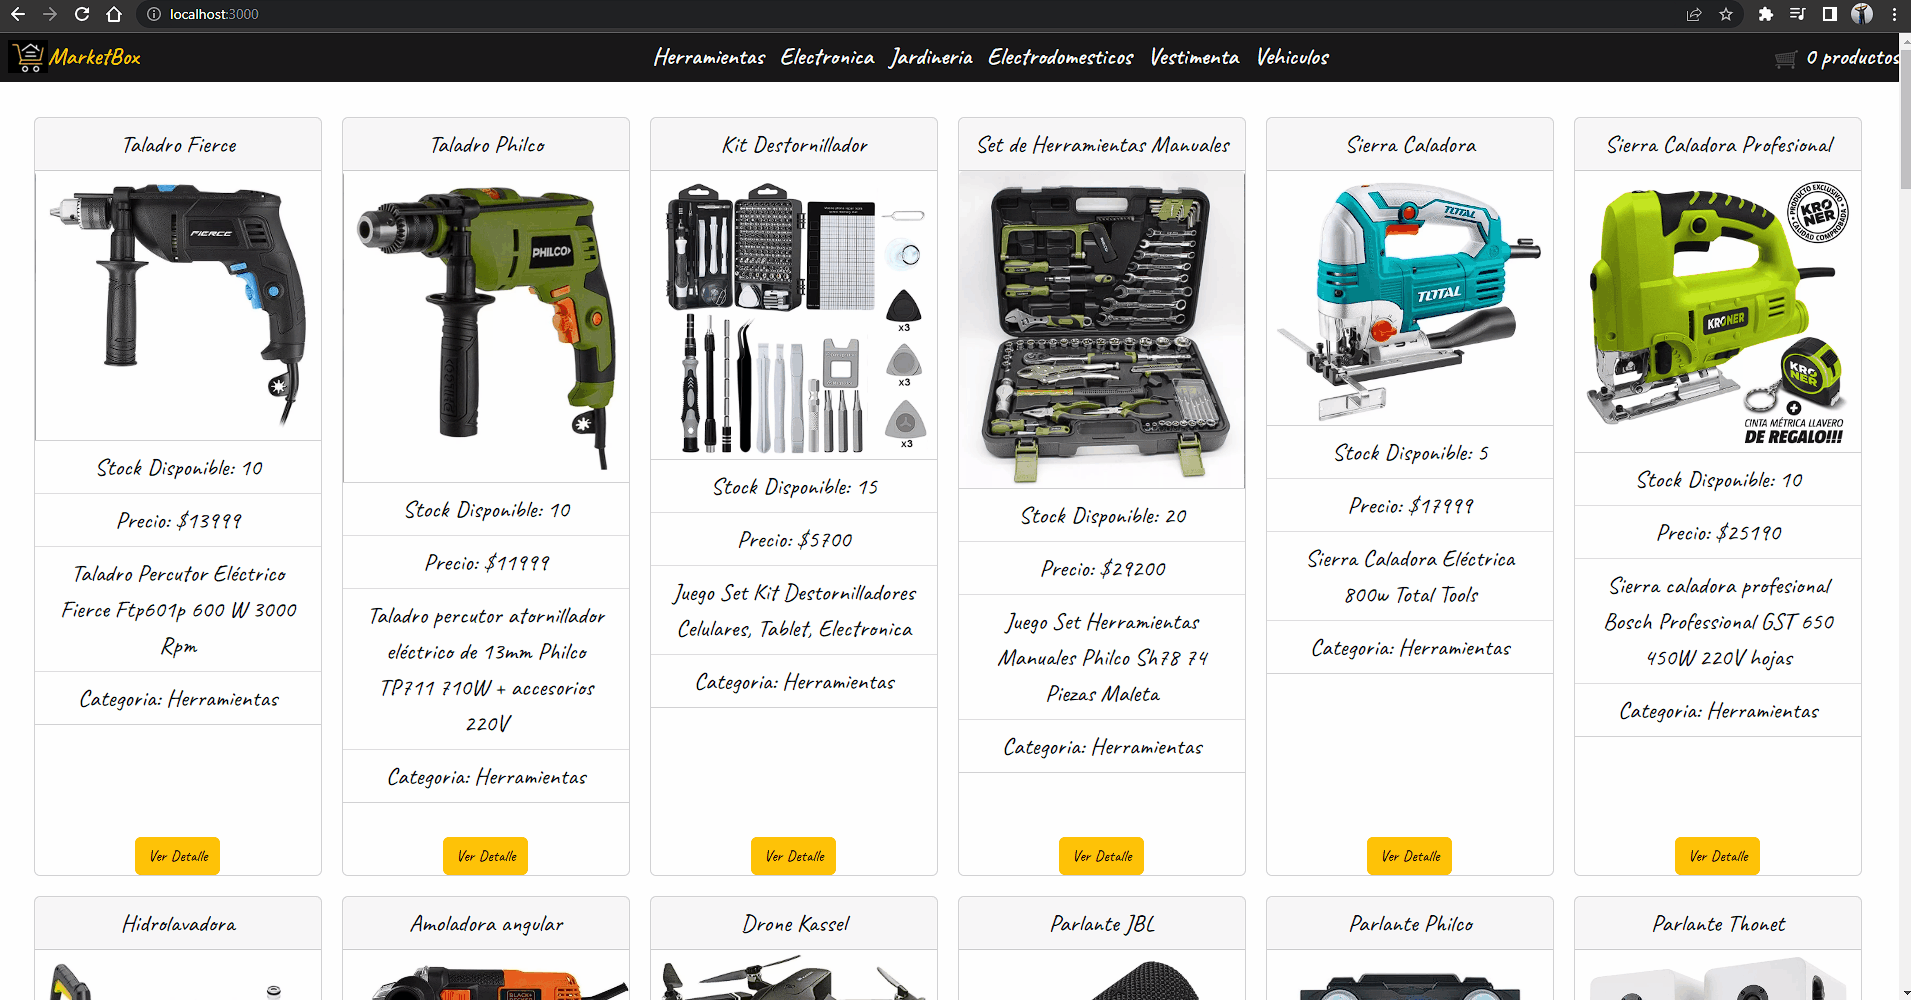 localhost:3000
MarketBox
Herramientas Electronica Jardineria Electrodomesticos Vestimenta Vehiculos
0 productos
Taladro Fierce
FIERCE
Stock Disponible: 10
Precio: $13999
Taladro Percutor Eléctrico
Fierce Ftp601p 600 W 3000
Rpm
Categoria: Herramientas
Ver Detalle
Taladro Philco
PHILCO
PHILCO
Stock Disponible: 10
Precio: $11999
Taladro percutor atornillador
eléctrico de 13mm Philco
TP711 710W + accesorios
220V
Categoria: Herramientas
Ver Detalle
Kit Destornillador
x3
x3
x3
Stock Disponible: 15
Precio: $5700
Juego Set Kit Destornilladores
Celulares, Tablet, Electronica
Categoria: Herramientas
Ver Detalle
Set de Herramientas Manuales
Stock Disponible: 20
Precio: $29200
Juego Set Herramientas
Manuales Philco Sh78 74
Piezas Maleta
Categoria: Herramientas
Ver Detalle
Sierra Caladora
TOTAL
TOTAL
Stock Disponible: 5
Precio: $17999
Sierra Caladora Eléctrica
800w Total Tools
Categoria: Herramientas
Ver Detalle
Sierra Caladora Profesional
PRODUCTO EXCLUSIVO
KRO
NER
CALIDAD COMPROBADA
KRONER
KRO
NER
+
CINTA MÉTRICA LLAVERO
DE REGALO!!!
Stock Disponible: 10
Precio: $25190
Sierra caladora profesional
Bosch Professional GST 650
450W 220V hojas
Categoria: Herramientas
Ver Detalle
Hidrolavadora
Amoladora angular
BLACK+
DECKER
Drone Kassel
Parlante JBL
Parlante Philco
Parlante Thonet